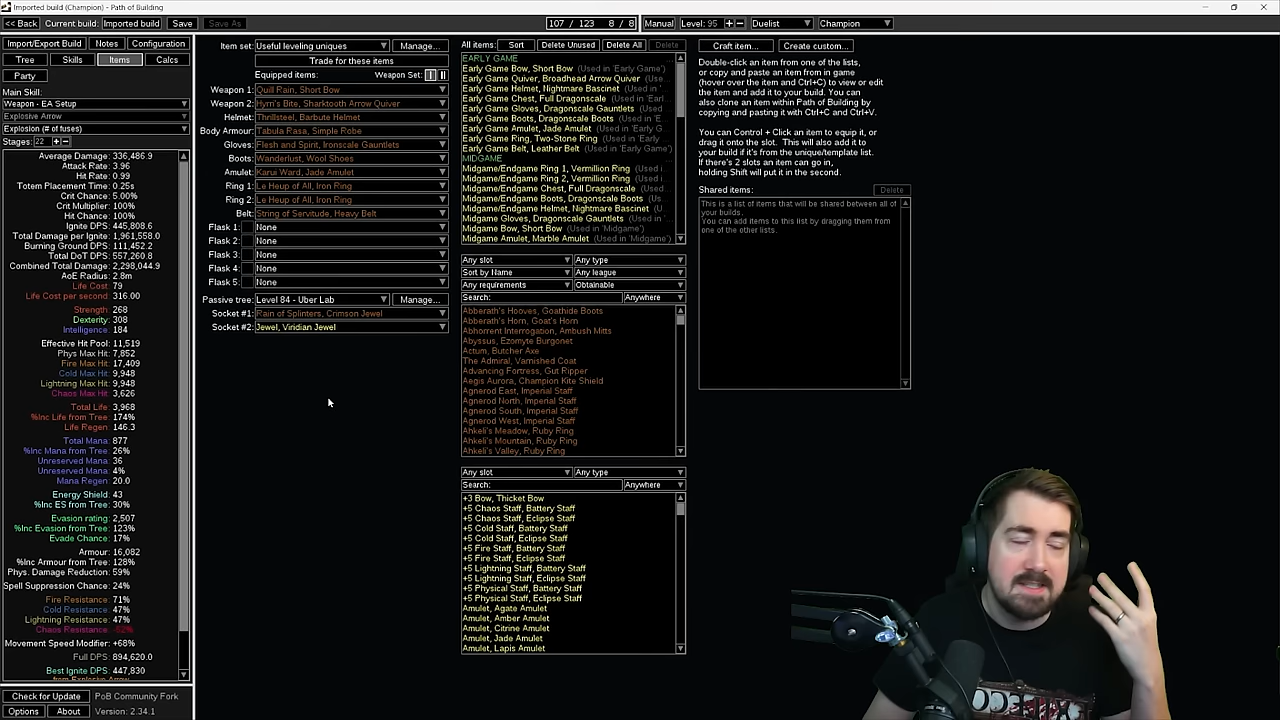 Imported build (Champion) - Path of Building
<< Back
Current build:
Imported build
Save
Save As
107 / 123
8 / 8
Manual
Level: 95
Duelist
Champion
Import/Export Build
Notes
Configuration
Tree
Skills
Items
Calcs
Party
Main Skill:
Weapon - EA Setup
Explosive Arrow
Explosion (# of fuses)
Stages: 22
Average Damage: 336,486.9
Attack Rate: 3.96
Hit Rate: 0.99
Totem Placement Time: 0.25s
Crit Chance: 5.00%
Crit Multiplier: 100%
Hit Chance: 100%
Ignite DPS: 445,808.6
Total Damage per Ignite: 1,961,558.0
Burning Ground DPS: 111,452.2
Total DoT DPS: 557,260.8
Combined Total Damage: 2,298,044.9
AoE Radius: 2.8m
Life Cost: 79
Life Cost per second: 316.00
Strength: 268
Dexterity: 308
Intelligence: 184
Effective Hit Pool: 11,519
Phys Max Hit: 7,852
Fire Max Hit: 17,409
Cold Max Hit: 9,948
Lightning Max Hit: 9,948
Chaos Max Hit: 3,626
Total Life: 3,968
%Inc Life from Tree: 174%
Life Regen: 146.3
Total Mana: 877
%Inc Mana from Tree: 26%
Unreserved Mana: 36
Unreserved Mana: 4%
Mana Regen: 20.0
Energy Shield: 43
%Inc ES from Tree: 30%
Evasion rating: 2,507
%Inc Evasion from Tree: 123%
Evade Chance: 17%
Armour: 16,082
%Inc Armour from Tree: 128%
Phys. Damage Reduction: 59%
Spell Suppression Chance: 24%
Fire Resistance: 71%
Cold Resistance: 47%
Lightning Resistance: 47%
Chaos Resistance:
Movement Speed Modifier: +68%
Full DPS: 894,620.0
Best Ignite DPS: 447,830
from Explosive Arrow
Check for Update
PoB Community Fork
Options
About
Version: 2.34.1
Item set: Useful leveling uniques
Manage...
Trade for these items
Equipped items:
Weapon Set: I II
Weapon 1: Quill Rain, Short Bow
Weapon 2: Hyrri's Bite, Sharktooth Arrow Quiver
Helmet: Thrillsteel, Barbute Helmet
Body Armour: Tabula Rasa, Simple Robe
Gloves: Flesh and Spirit, Ironscale Gauntlets
Boots: Wanderlust, Wool Shoes
Amulet: Karui Ward, Jade Amulet
Ring 1: Le Heup of All, Iron Ring
Ring 2: Le Heup of All, Iron Ring
Belt: String of Servitude, Heavy Belt
Flask 1: None
Flask 2: None
Flask 3: None
Flask 4: None
Flask 5: None
Passive tree: Level 84 - Uber Lab
Manage...
Socket #1: Rain of Splinters, Crimson Jewel
Socket #2: Jewel, Viridian Jewel
All items:
Sort
Delete Unused
Delete All
Delete
EARLY GAME
Early Game Bow, Short Bow (Used in 'Early Game')
Early Game Quiver, Broadhead Arrow Quiver
Early Game Helmet, Nightmare Bascinet
Early Game Chest, Full Dragonscale
Early Game Gloves, Dragonscale Gauntlets
Early Game Boots, Dragonscale Boots
Early Game Amulet, Jade Amulet
Early Game Ring, Two-Stone Ring
Early Game Belt, Leather Belt
MIDGAME
Midgame/Endgame Ring 1, Vermillion Ring
Midgame/Endgame Ring 2, Vermillion Ring
Midgame/Endgame Chest, Full Dragonscale
Midgame/Endgame Boots, Dragonscale Boots
Midgame/Endgame Helmet, Nightmare Bascinet
Midgame Gloves, Dragonscale Gauntlets
Midgame Bow, Short Bow (Used in 'Midgame')
Midgame Amulet, Marble Amulet (Used in 'Midgame')
Any slot
Any type
Sort by Name
Any league
Any requirements
Obtainable
Search:
Anywhere
Abberath's Hooves, Goathide Boots
Abberath's Horn, Goat's Horn
Abhorrent Interrogation, Ambush Mitts
Abyssus, Ezomyte Burgonet
Actum, Butcher Axe
The Admiral, Varnished Coat
Advancing Fortress, Gut Ripper
Aegis Aurora, Champion Kite Shield
Agnerod East, Imperial Staff
Agnerod North, Imperial Staff
Agnerod South, Imperial Staff
Agnerod West, Imperial Staff
Ahkeli's Meadow, Ruby Ring
Ahkeli's Mountain, Ruby Ring
Ahkeli's Valley, Ruby Ring
Any slot
Any type
Search:
Anywhere
+3 Bow, Thicket Bow
+5 Chaos Staff, Battery Staff
+5 Chaos Staff, Eclipse Staff
+5 Cold Staff, Battery Staff
+5 Cold Staff, Eclipse Staff
+5 Fire Staff, Battery Staff
+5 Fire Staff, Eclipse Staff
+5 Lightning Staff, Battery Staff
+5 Lightning Staff, Eclipse Staff
+5 Physical Staff, Battery Staff
+5 Physical Staff, Eclipse Staff
Amulet, Agate Amulet
Amulet, Amber Amulet
Amulet, Citrine Amulet
Amulet, Jade Amulet
Amulet, Lapis Amulet
Craft item...
Create custom...
Double-click an item from one of the lists,
or copy and paste an item from in game
(hover over the item and Ctrl+C) to view or edit
the item and add it to your build. You can
also clone an item within Path of Building by
copying and pasting it with Ctrl+C and Ctrl+V.
You can Control + Click an item to equip it, or
drag it onto the slot. This will also add it to
your build if it's from the unique/template list.
If there's 2 slots an item can go in,
holding Shift will put it in the second.
Shared items:
Delete
This is a list of items that will be shared between all of
your builds.
You can add items to this list by dragging them from
one of the other lists.